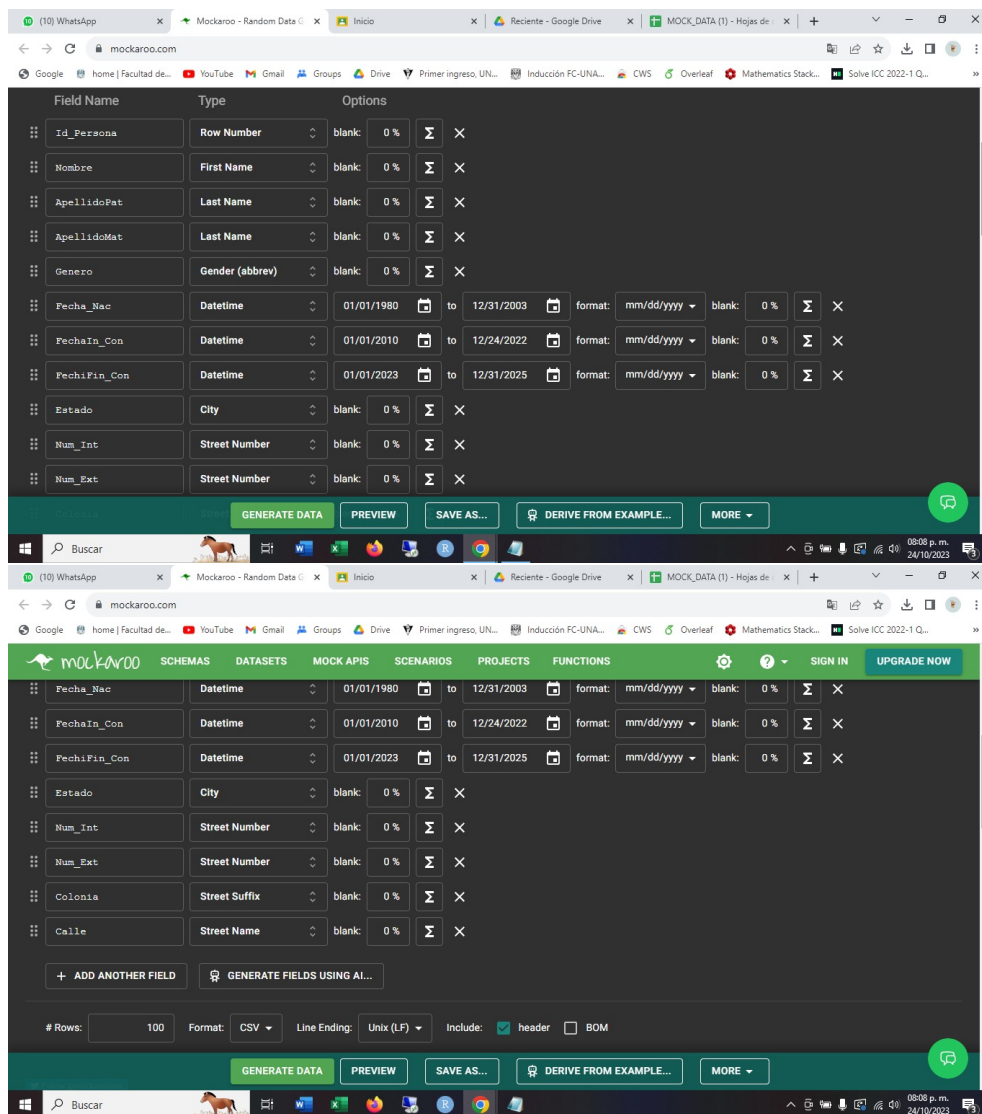 (10) WhatsApp Mockaroo - Random Data G Inicio Reciente - Google Drive MOCK_DATA (1) - Hojas de
mockaroo.com
Google home | Facultad de... YouTube Gmail Groups Drive Primer ingreso, UN... Inducción FC-UNA... CWS Overleaf Mathematics Stack... Solve ICC 2022-1 Q... »
Field Name Type Options
Id_Persona Row Number blank: 0 % Σ ×
Nombre First Name blank: 0 % Σ ×
ApellidoPat Last Name blank: 0 % Σ ×
ApellidoMat Last Name blank: 0 % Σ ×
Genero Gender (abbrev) blank: 0 % Σ ×
Fecha_Nac Datetime 01/01/1980 to 12/31/2003 format: mm/dd/yyyy blank: 0 % Σ ×
FechaIn_Con Datetime 01/01/2010 to 12/24/2022 format: mm/dd/yyyy blank: 0 % Σ ×
FechiFin_Con Datetime 01/01/2023 to 12/31/2025 format: mm/dd/yyyy blank: 0 % Σ ×
Estado City blank: 0 % Σ ×
Num_Int Street Number blank: 0 % Σ ×
Num_Ext Street Number blank: 0 % Σ ×
GENERATE DATA PREVIEW SAVE AS... DERIVE FROM EXAMPLE... MORE
Buscar 08:08 p. m.
24/10/2023
(10) WhatsApp Mockaroo - Random Data G Inicio Reciente - Google Drive MOCK_DATA (1) - Hojas de
mockaroo.com
Google home | Facultad de... YouTube Gmail Groups Drive Primer ingreso, UN... Inducción FC-UNA... CWS Overleaf Mathematics Stack... Solve ICC 2022-1 Q... »
mockaroo SCHEMAS DATASETS MOCK APIS SCENARIOS PROJECTS FUNCTIONS SIGN IN UPGRADE NOW
Fecha_Nac Datetime 01/01/1980 to 12/31/2003 format: mm/dd/yyyy blank: 0 % Σ ×
FechaIn_Con Datetime 01/01/2010 to 12/24/2022 format: mm/dd/yyyy blank: 0 % Σ ×
FechiFin_Con Datetime 01/01/2023 to 12/31/2025 format: mm/dd/yyyy blank: 0 % Σ ×
Estado City blank: 0 % Σ ×
Num_Int Street Number blank: 0 % Σ ×
Num_Ext Street Number blank: 0 % Σ ×
Colonia Street Suffix blank: 0 % Σ ×
Calle Street Name blank: 0 % Σ ×
+ ADD ANOTHER FIELD GENERATE FIELDS USING AI...
# Rows: 100 Format: CSV Line Ending: Unix (LF) Include: header BOM
GENERATE DATA PREVIEW SAVE AS... DERIVE FROM EXAMPLE... MORE
Buscar 08:08 p. m.
24/10/2023